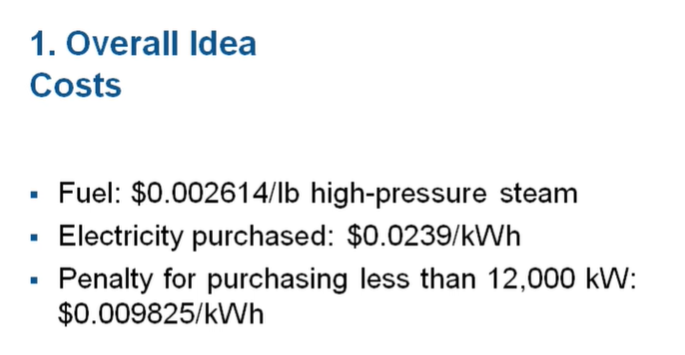 1. Overall Idea
Costs
▪ Fuel: $0.002614/lb high-pressure steam
▪ Electricity purchased: $0.0239/kWh
▪ Penalty for purchasing less than 12,000 kW:
$0.009825/kWh